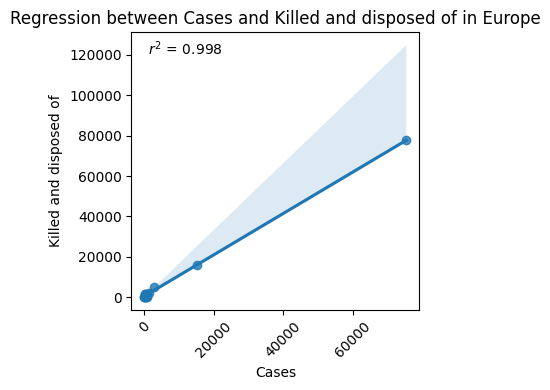 Regression between Cases and Killed and disposed of in Europe
r² = 0.998
120000
100000
80000
60000
40000
20000
0
Killed and disposed of
0
20000
40000
60000
Cases